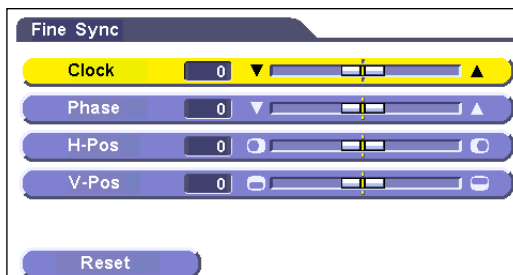 Fine Sync
Clock 0
Phase 0
H-Pos 0
V-Pos 0
Reset